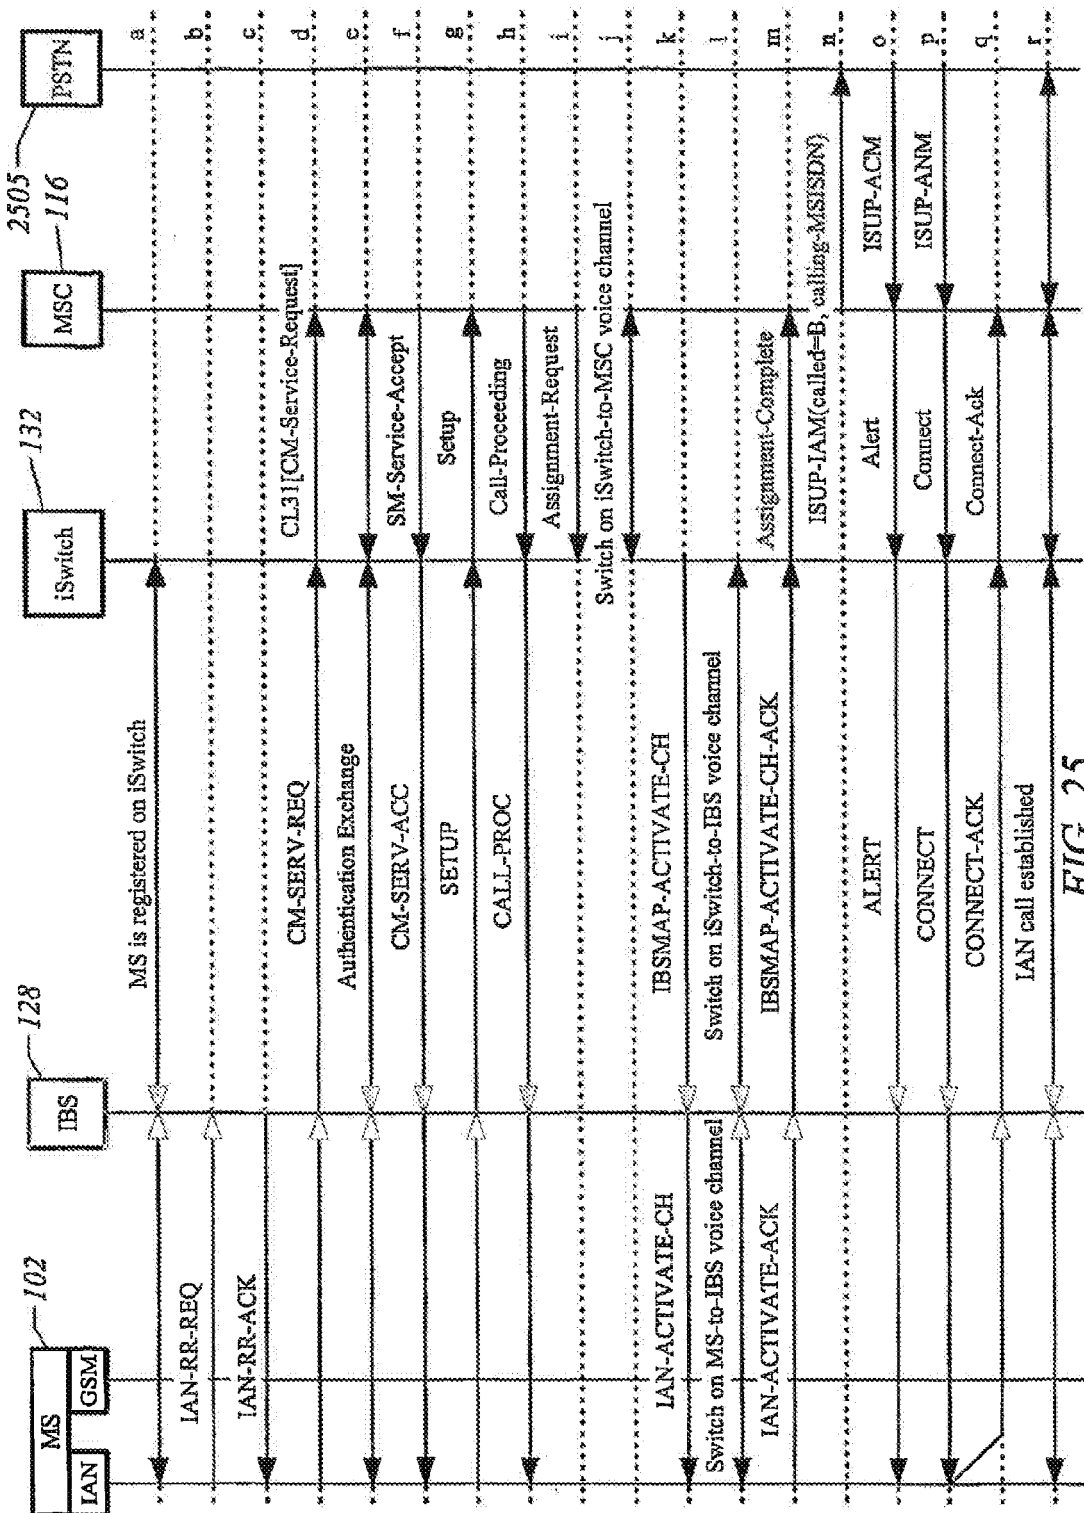 MS
IAN
GSM
102
IBS
128
iSwitch
132
MSC
116
PSTN
2505
MS is registered on iSwitch
a
IAN-RR-REQ
b
IAN-RR-ACK
c
CM-SERV-REQ
CL31[CM-Service-Request]
d
Authentication Exchange
e
CM-SERV-ACC
SM-Service-Accept
f
SETUP
Setup
g
CALL-PROC
Call-Proceeding
h
Assignment-Request
i
Switch on iSwitch-to-MSC voice channel
j
IAN-ACTIVATE-CH
IBSMAP-ACTIVATE-CH
k
Switch on MS-to-IBS voice channel
Switch on iSwitch-to-IBS voice channel
l
IAN-ACTIVATE-ACK
IBSMAP-ACTIVATE-CH-ACK
Assignment-Complete
m
ISUP-IAM(called=B, calling-MSISDN)
n
ALERT
Alert
ISUP-ACM
o
CONNECT
Connect
ISUP-ANM
p
CONNECT-ACK
Connect-Ack
q
IAN call established
r
FIG. 25